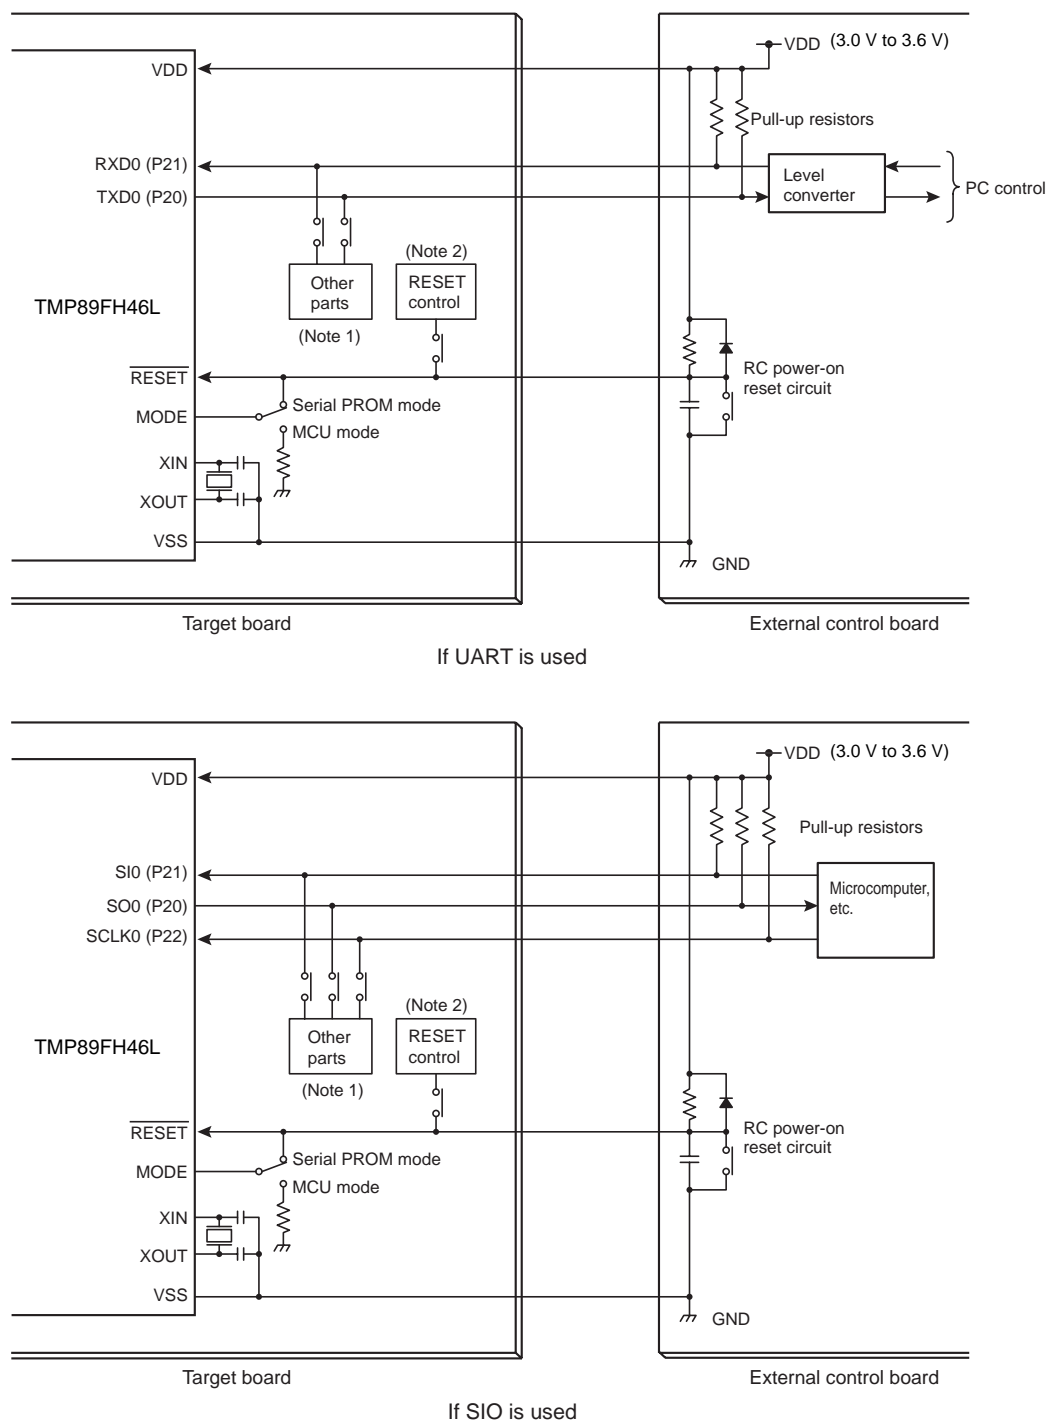 VDD (3.0 V to 3.6 V)
VDD
Pull-up resistors
RXD0 (P21)
TXD0 (P20)
Level
converter
PC control
(Note 2)
Other
parts
RESET
control
TMP89FH46L
(Note 1)
RESET
RC power-on
reset circuit
Serial PROM mode
MODE
MCU mode
XIN
XOUT
VSS
GND
Target board
External control board
If UART is used
VDD (3.0 V to 3.6 V)
VDD
Pull-up resistors
SI0 (P21)
SO0 (P20)
SCLK0 (P22)
Microcomputer,
etc.
(Note 2)
Other
parts
RESET
control
TMP89FH46L
(Note 1)
RESET
RC power-on
reset circuit
Serial PROM mode
MODE
MCU mode
XIN
XOUT
VSS
GND
Target board
External control board
If SIO is used